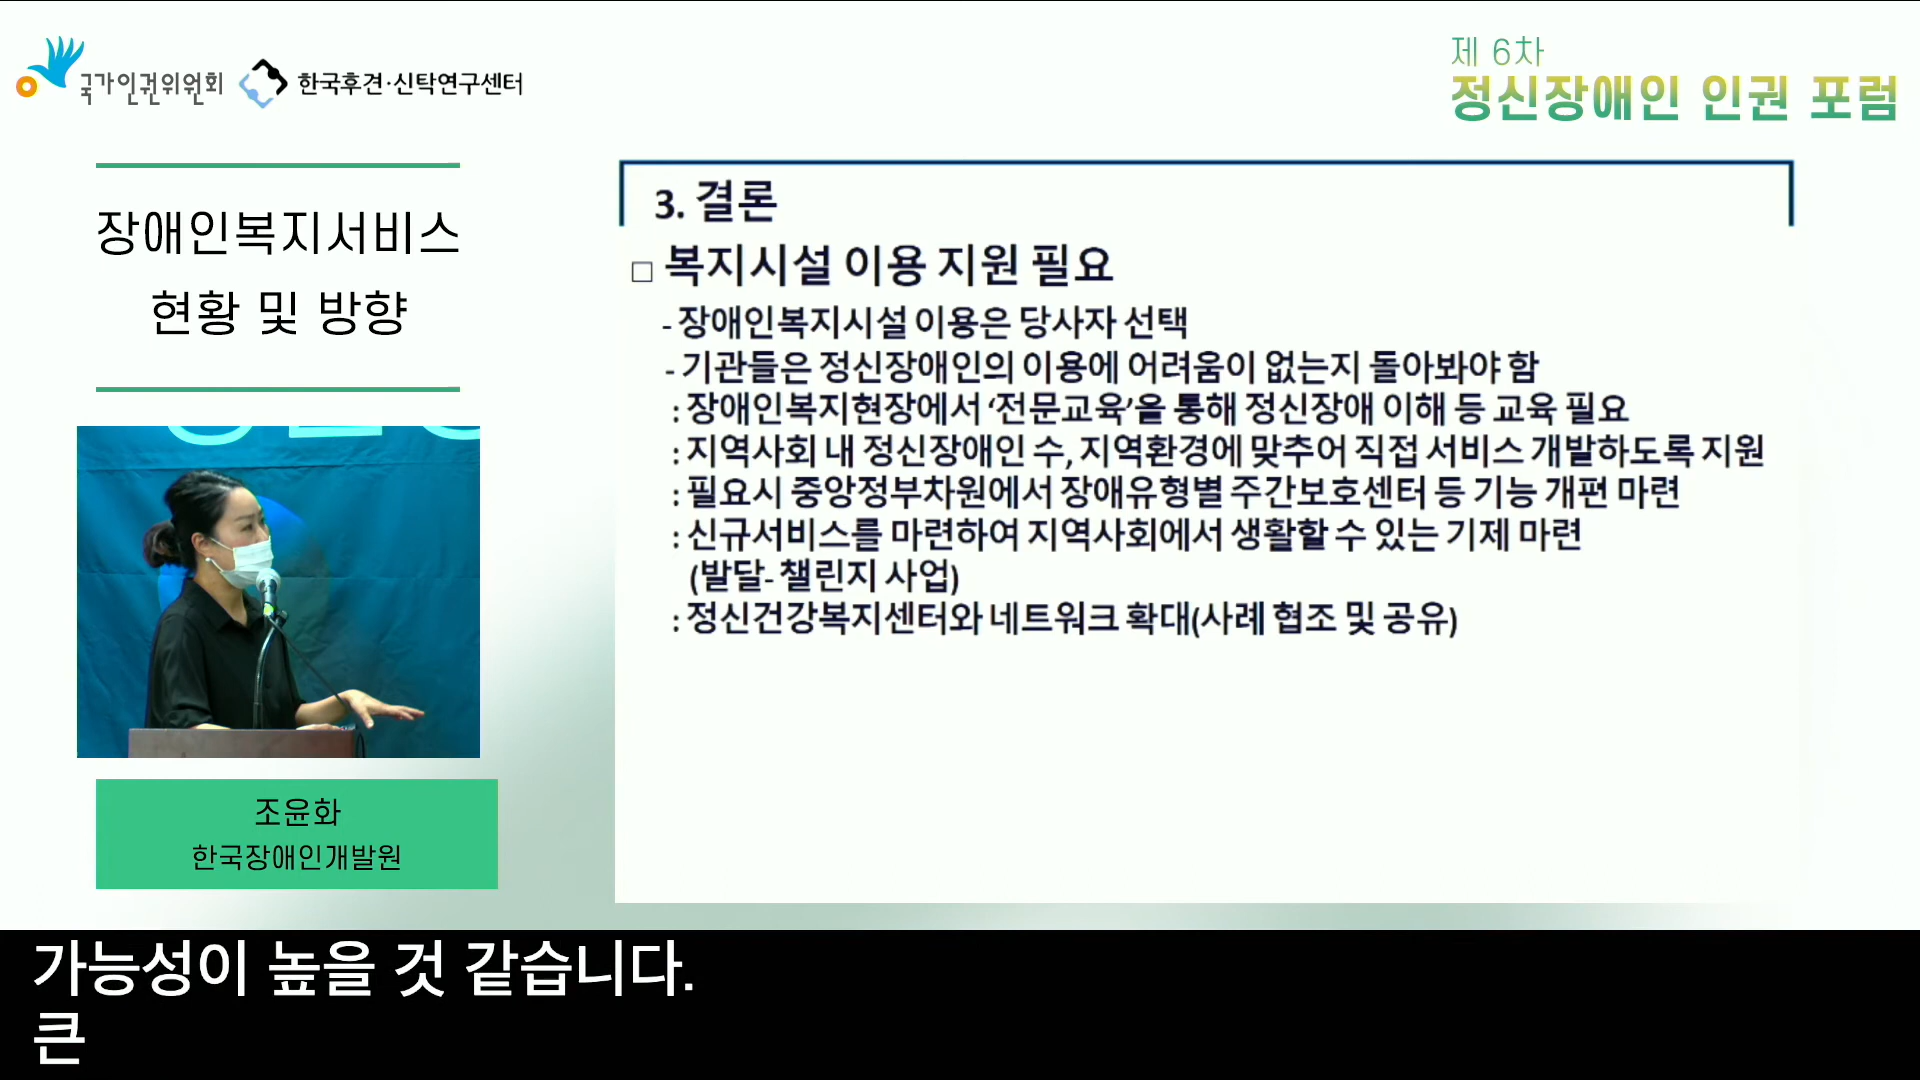 국가인권위원회
한국후견·신탁연구센터
제 6차
정신장애인 인권 포럼
장애인복지서비스
현황 및 방향
3. 결론
□ 복지시설 이용 지원 필요
- 장애인복지시설 이용은 당사자 선택
- 기관들은 정신장애인의 이용에 어려움이 없는지 돌아봐야 함
: 장애인복지현장에서 ‘전문교육’을 통해 정신장애 이해 등 교육 필요
: 지역사회 내 정신장애인 수, 지역환경에 맞추어 직접 서비스 개발하도록 지원
: 필요시 중앙정부차원에서 장애유형별 주간보호센터 등 기능 개편 마련
: 신규서비스를 마련하여 지역사회에서 생활할 수 있는 기제 마련
(발달- 챌린지 사업)
: 정신건강복지센터와 네트워크 확대(사례 협조 및 공유)
조윤화
한국장애인개발원
가능성이 높을 것 같습니다.
큰